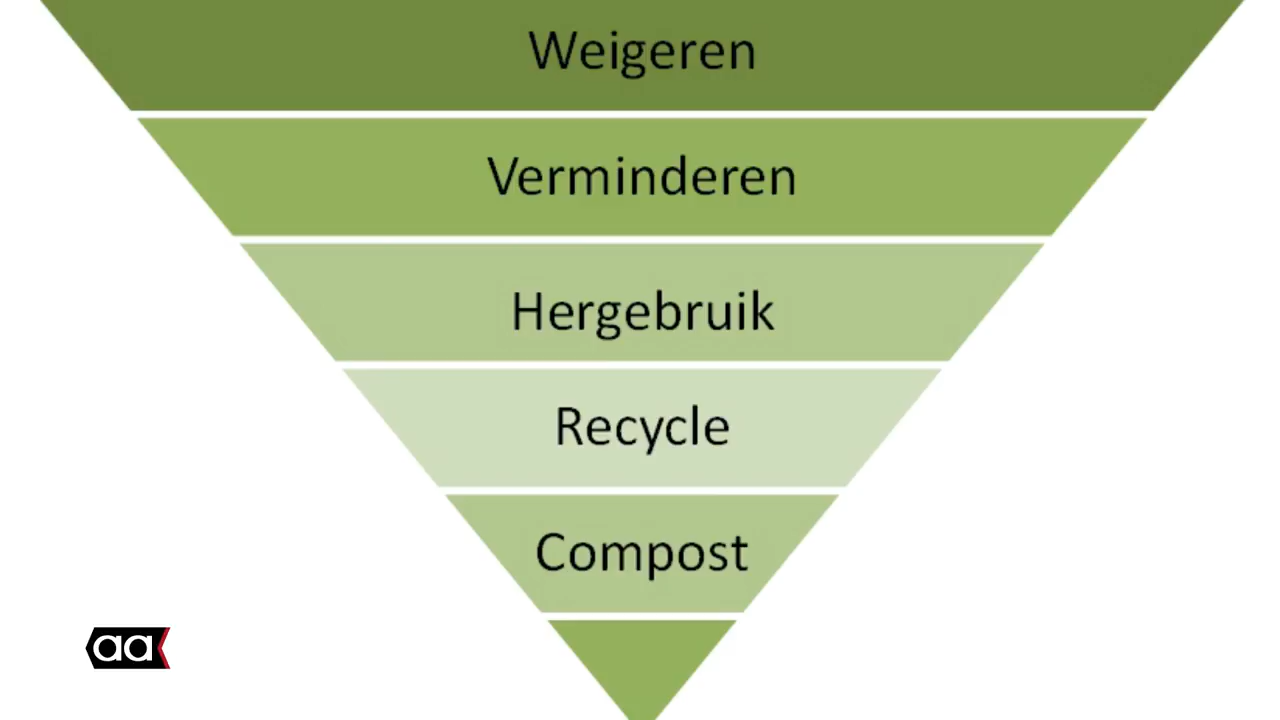 Weigeren
Verminderen
Hergebruik
Recycle
Compost
aa